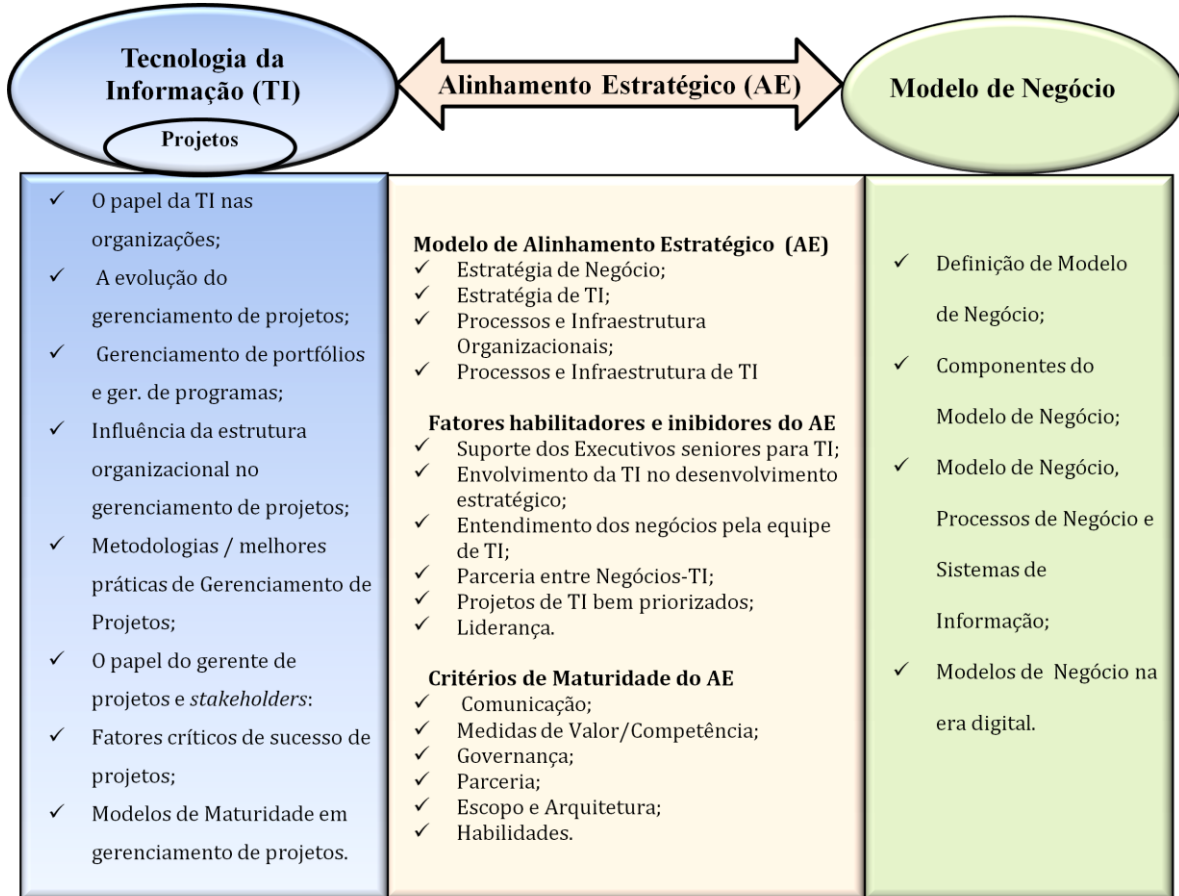 Tecnologia da
Informação (TI)
Projetos
Alinhamento Estratégico (AE)
Modelo de Negócio
✓ O papel da TI nas
organizações;
✓ A evolução do
gerenciamento de projetos;
✓ Gerenciamento de portfólios
e ger. de programas;
✓ Influência da estrutura
organizacional no
gerenciamento de projetos;
✓ Metodologias / melhores
práticas de Gerenciamento de
Projetos;
✓ O papel do gerente de
projetos e stakeholders:
✓ Fatores críticos de sucesso de
projetos;
✓ Modelos de Maturidade em
gerenciamento de projetos.
Modelo de Alinhamento Estratégico (AE)
✓ Estratégia de Negócio;
✓ Estratégia de TI;
✓ Processos e Infraestrutura
Organizacionais;
✓ Processos e Infraestrutura de TI
Fatores habilitadores e inibidores do AE
✓ Suporte dos Executivos seniores para TI;
✓ Envolvimento da TI no desenvolvimento
estratégico;
✓ Entendimento dos negócios pela equipe
de TI;
✓ Parceria entre Negócios-TI;
✓ Projetos de TI bem priorizados;
✓ Liderança.
Critérios de Maturidade do AE
✓ Comunicação;
✓ Medidas de Valor/Competência;
✓ Governança;
✓ Parceria;
✓ Escopo e Arquitetura;
✓ Habilidades.
✓ Definição de Modelo
de Negócio;
✓ Componentes do
Modelo de Negócio;
✓ Modelo de Negócio,
Processos de Negócio e
Sistemas de
Informação;
✓ Modelos de Negócio na
era digital.